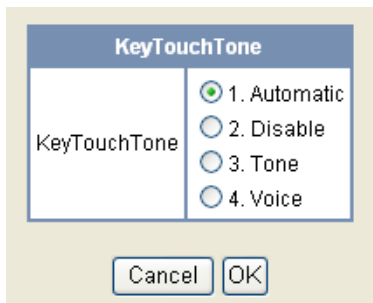 KeyTouchTone
KeyTouchTone
1. Automatic
2. Disable
3. Tone
4. Voice
Cancel OK